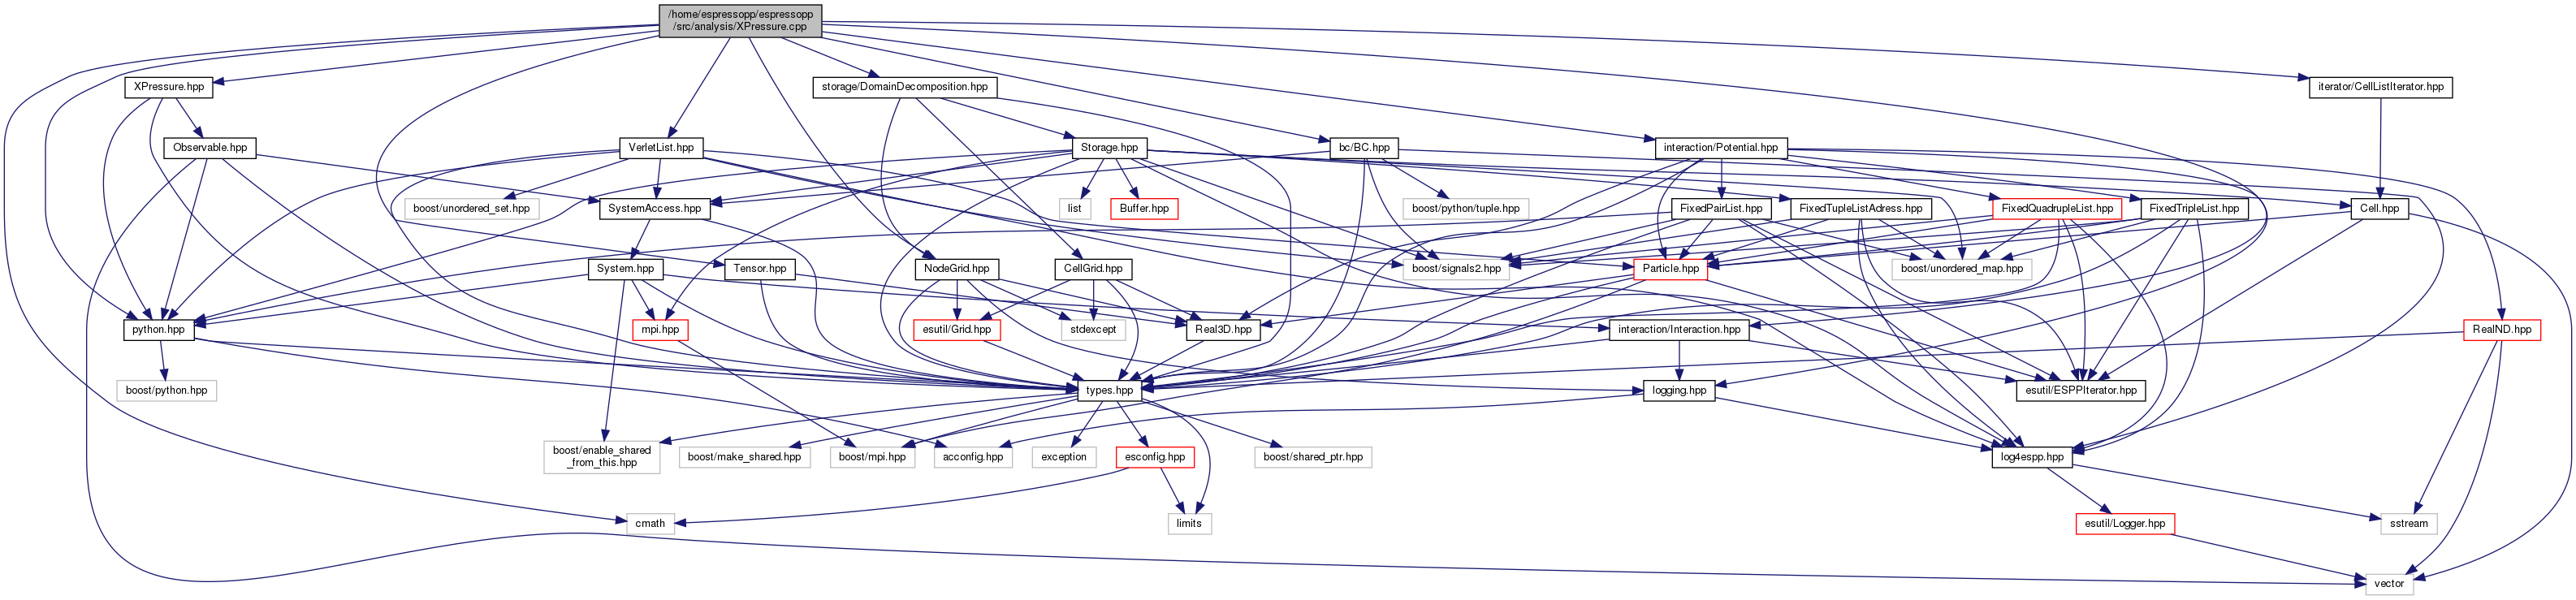 /home/espressopp/espressopp
/src/analysis/XPressure.cpp
XPressure.hpp
storage/DomainDecomposition.hpp
iterator/CellListIterator.hpp
Observable.hpp
VerletList.hpp
Storage.hpp
bc/BC.hpp
interaction/Potential.hpp
boost/unordered_set.hpp
SystemAccess.hpp
list
Buffer.hpp
boost/python/tuple.hpp
FixedPairList.hpp
FixedTupleListAdress.hpp
FixedQuadrupleList.hpp
FixedTripleList.hpp
Cell.hpp
System.hpp
Tensor.hpp
NodeGrid.hpp
CellGrid.hpp
boost/signals2.hpp
Particle.hpp
boost/unordered_map.hpp
python.hpp
mpi.hpp
esutil/Grid.hpp
stdexcept
Real3D.hpp
interaction/Interaction.hpp
RealND.hpp
boost/python.hpp
types.hpp
logging.hpp
esutil/ESPPIterator.hpp
boost/enable_shared
_from_this.hpp
boost/make_shared.hpp
boost/mpi.hpp
acconfig.hpp
exception
esconfig.hpp
boost/shared_ptr.hpp
log4espp.hpp
cmath
limits
esutil/Logger.hpp
sstream
vector